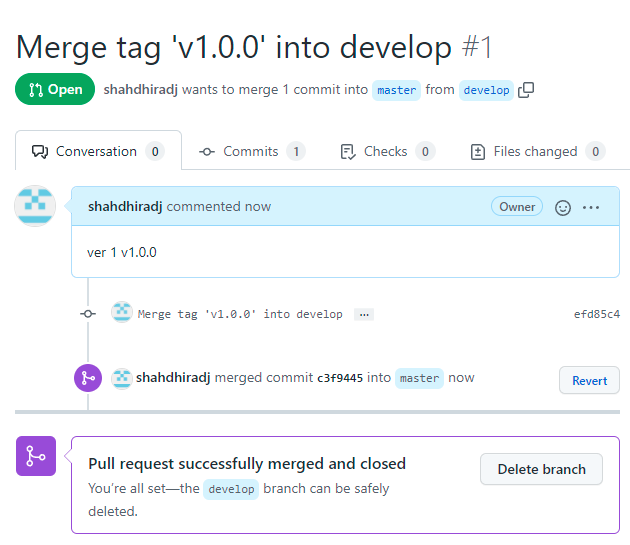 Merge tag 'v1.0.0' into develop #1
Open shahdhiradj wants to merge 1 commit into master from develop
Conversation 0 Commits 1 Checks 0 Files changed 0
shahdhiradj commented now Owner ...
ver 1 v1.0.0
Merge tag 'v1.0.0' into develop ... efd85c4
shahdhiradj merged commit c3f9445 into master now Revert
Pull request successfully merged and closed
Delete branch
You're all set—the develop branch can be safely
deleted.